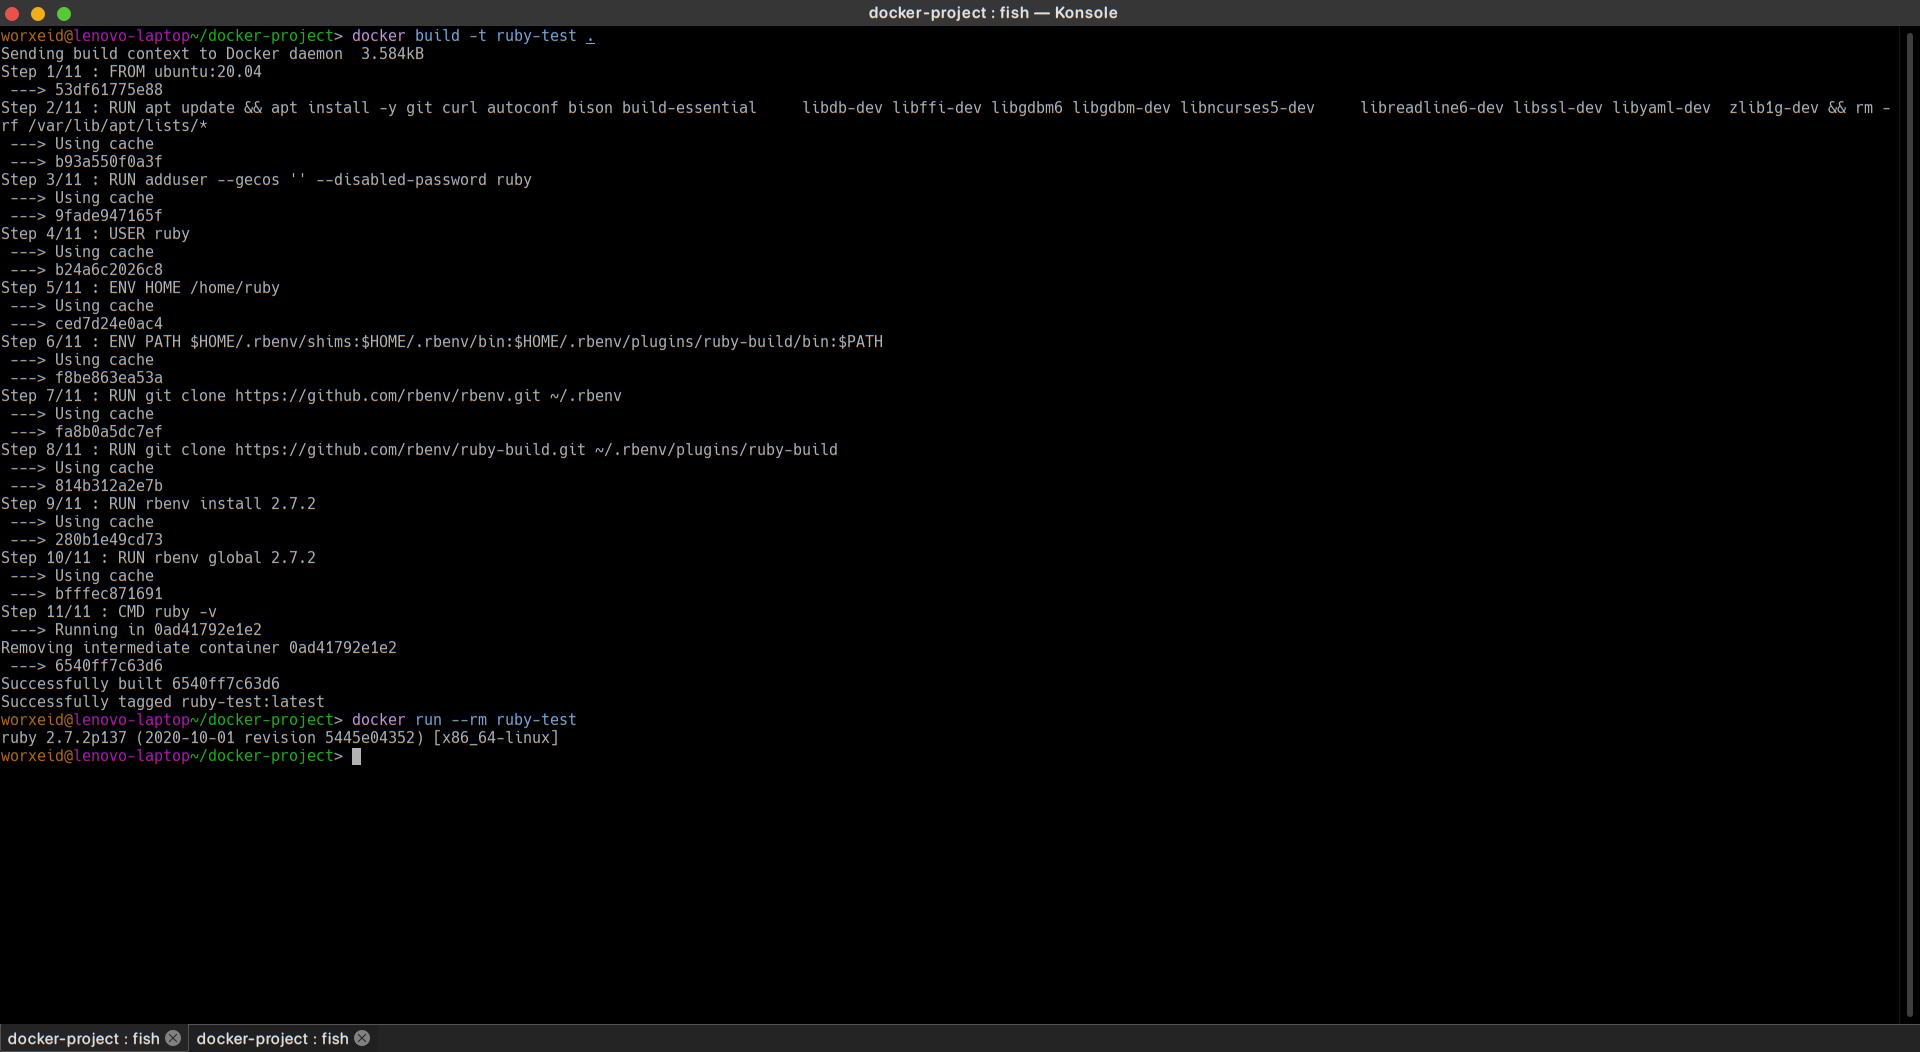 docker-project : fish — Konsole
worxeid@lenovo-laptop~/docker-project> docker build -t ruby-test .
Sending build context to Docker daemon  3.584kB
Step 1/11 : FROM ubuntu:20.04
 ---> 53df61775e88
Step 2/11 : RUN apt update && apt install -y git curl autoconf bison build-essential     libdb-dev libffi-dev libgdbm6 libgdbm-dev libncurses5-dev     libreadline6-dev libssl-dev libyaml-dev  zlib1g-dev && rm -
rf /var/lib/apt/lists/*
 ---> Using cache
 ---> b93a550f0a3f
Step 3/11 : RUN adduser --gecos '' --disabled-password ruby
 ---> Using cache
 ---> 9fade947165f
Step 4/11 : USER ruby
 ---> Using cache
 ---> b24a6c2026c8
Step 5/11 : ENV HOME /home/ruby
 ---> Using cache
 ---> ced7d24e0ac4
Step 6/11 : ENV PATH $HOME/.rbenv/shims:$HOME/.rbenv/bin:$HOME/.rbenv/plugins/ruby-build/bin:$PATH
 ---> Using cache
 ---> f8be863ea53a
Step 7/11 : RUN git clone https://github.com/rbenv/rbenv.git ~/.rbenv
 ---> Using cache
 ---> fa8b0a5dc7ef
Step 8/11 : RUN git clone https://github.com/rbenv/ruby-build.git ~/.rbenv/plugins/ruby-build
 ---> Using cache
 ---> 814b312a2e7b
Step 9/11 : RUN rbenv install 2.7.2
 ---> Using cache
 ---> 280b1e49cd73
Step 10/11 : RUN rbenv global 2.7.2
 ---> Using cache
 ---> bfffec871691
Step 11/11 : CMD ruby -v
 ---> Running in 0ad41792e1e2
Removing intermediate container 0ad41792e1e2
 ---> 6540ff7c63d6
Successfully built 6540ff7c63d6
Successfully tagged ruby-test:latest
worxeid@lenovo-laptop~/docker-project> docker run --rm ruby-test
ruby 2.7.2p137 (2020-10-01 revision 5445e04352) [x86_64-linux]
worxeid@lenovo-laptop~/docker-project>
docker-project : fish docker-project : fish